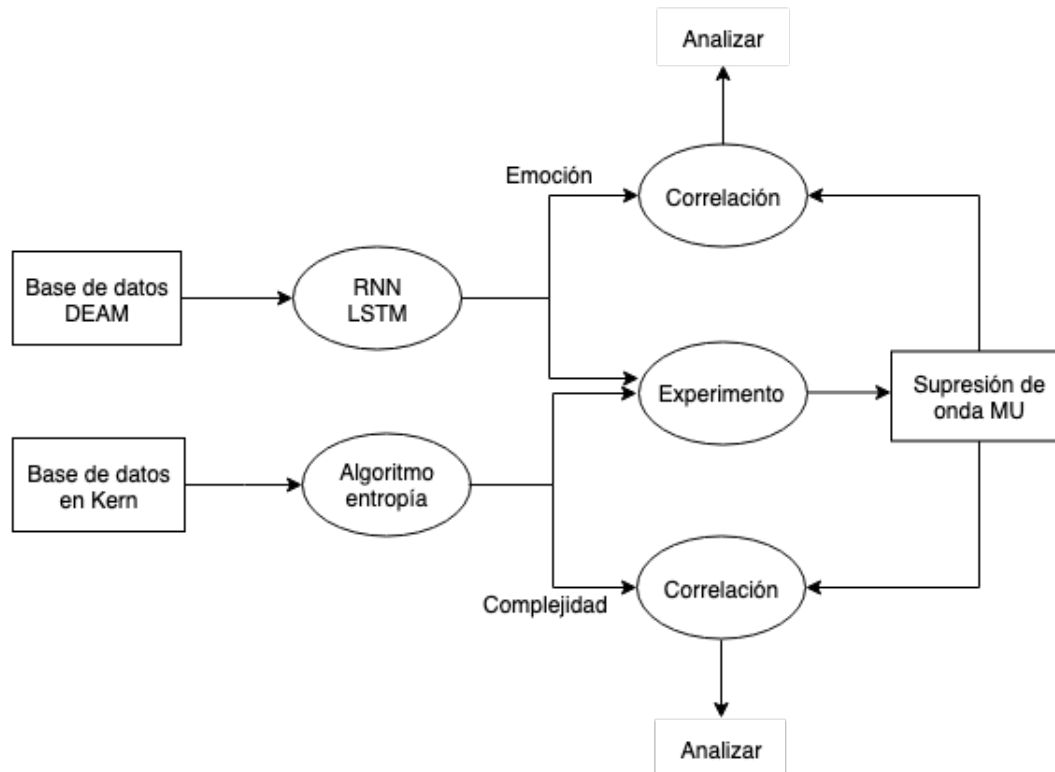 Analizar
Emoción
Correlación
Base de datos
DEAM
RNN
LSTM
Experimento
Supresión de
onda MU
Base de datos
en Kern
Algoritmo
entropía
Complejidad
Correlación
Analizar